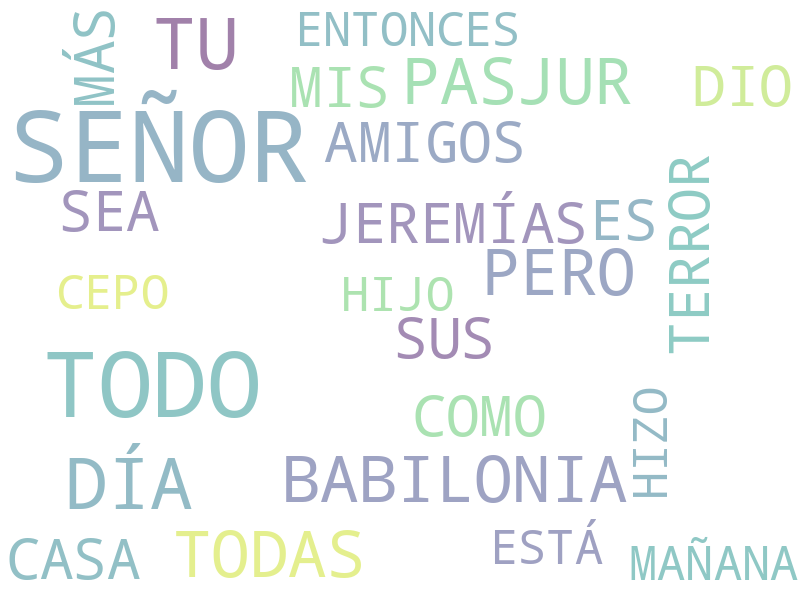 MÁS
TU
ENTONCES
MIS
PASJUR
DIO
SEÑOR
AMIGOS
SEA
JEREMÍAS
ES
TERROR
PERO
CEPO
HIJO
SUS
TODO
COMO
HIZO
DÍA
BABILONIA
CASA
TODAS
ESTÁ
MAÑANA